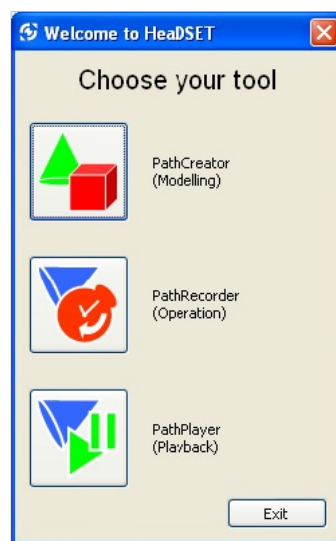 Welcome to HeaDSET
Choose your tool
PathCreator
(Modelling)
PathRecorder
(Operation)
PathPlayer
(Playback)
Exit